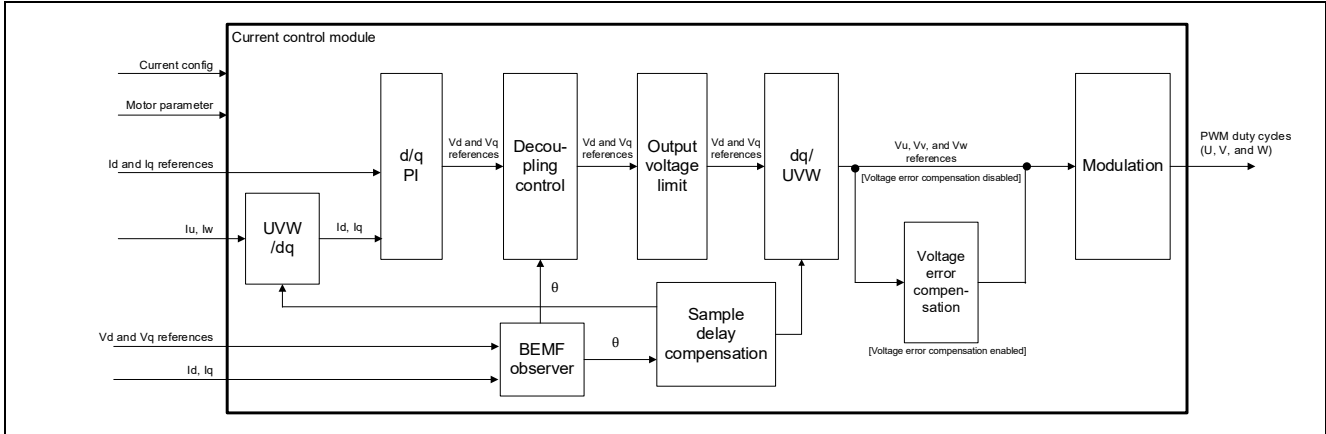 Current control module
Current config
Motor parameter
Id and Iq references
Iu, Iw
UVW
/dq
Id, Iq
d/q
PI
Vd and Vq
references
Decou-
pling
control
Vd and Vq
references
Output
voltage
limit
Vd and Vq
references
dq/
UVW
Vu, Vv, and Vw
references
[Voltage error compensation disabled]
Voltage
error
compen-
sation
[Voltage error compensation enabled]
Modulation
PWM duty cycles
(U, V, and W)
θ
Vd and Vq references
Id, Iq
BEMF
observer
θ
Sample
delay
compensation